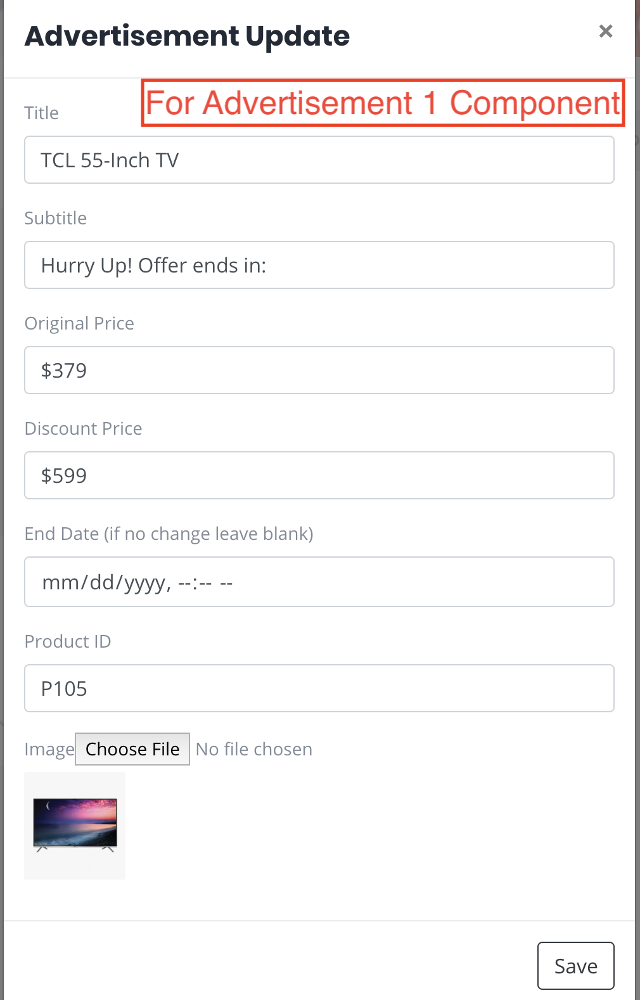 Advertisement Update ×
For Advertisement 1 Component
Title
TCL 55-Inch TV
Subtitle
Hurry Up! Offer ends in:
Original Price
$379
Discount Price
$599
End Date (if no change leave blank)
mm/dd/yyyy, --:-- --
Product ID
P105
Image Choose File No file chosen
Save